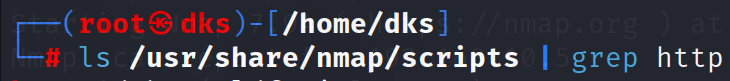 ┌──(root㉿dks)-[/home/dks]
└─# ls /usr/share/nmap/scripts | grep http